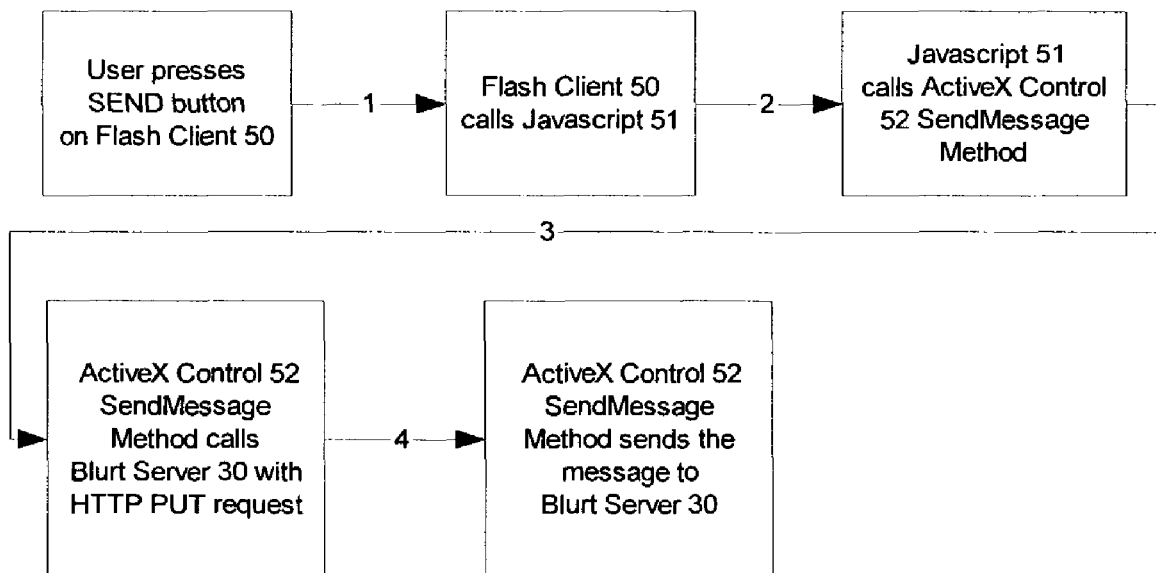 User presses
SEND button
on Flash Client 50
1
Flash Client 50
calls Javascript 51
2
Javascript 51
calls ActiveX Control
52 SendMessage
Method
3
ActiveX Control 52
SendMessage
Method calls
Blurt Server 30 with
HTTP PUT request
4
ActiveX Control 52
SendMessage
Method sends the
message to
Blurt Server 30